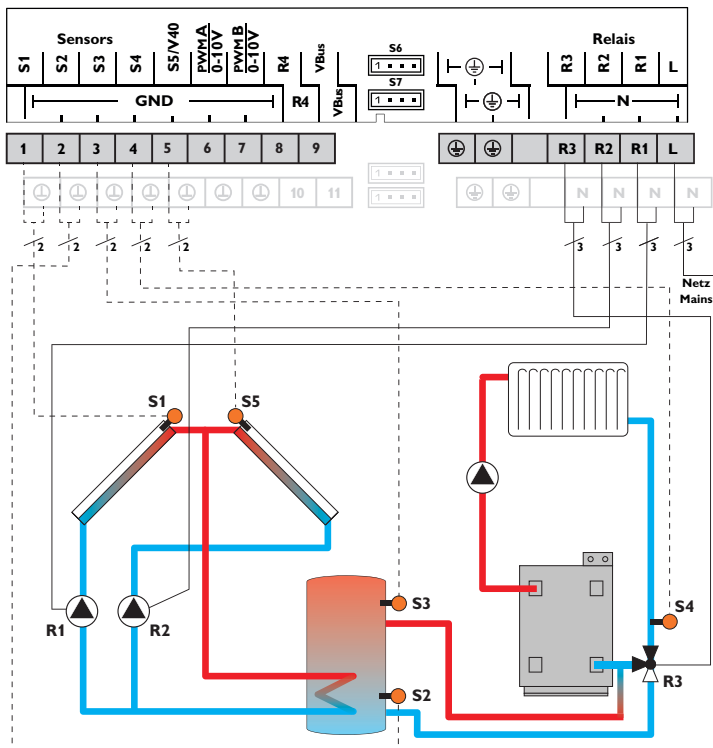 Sensors
Relais
S1 S2 S3 S4 S5/V40 PWM A 0-10V PWM B 0-10V R4 VBus
S6
1
S7
1
R3 R2 R1 L
GND
R4
VBus
N
1 2 3 4 5 6 7 8 9
R3 R2 R1 L
10 11
N N N N
2 2 2 2 2
3 3 3 3
Netz
Mains
S1 S5
S3
S4
R1 R2
S2
R3